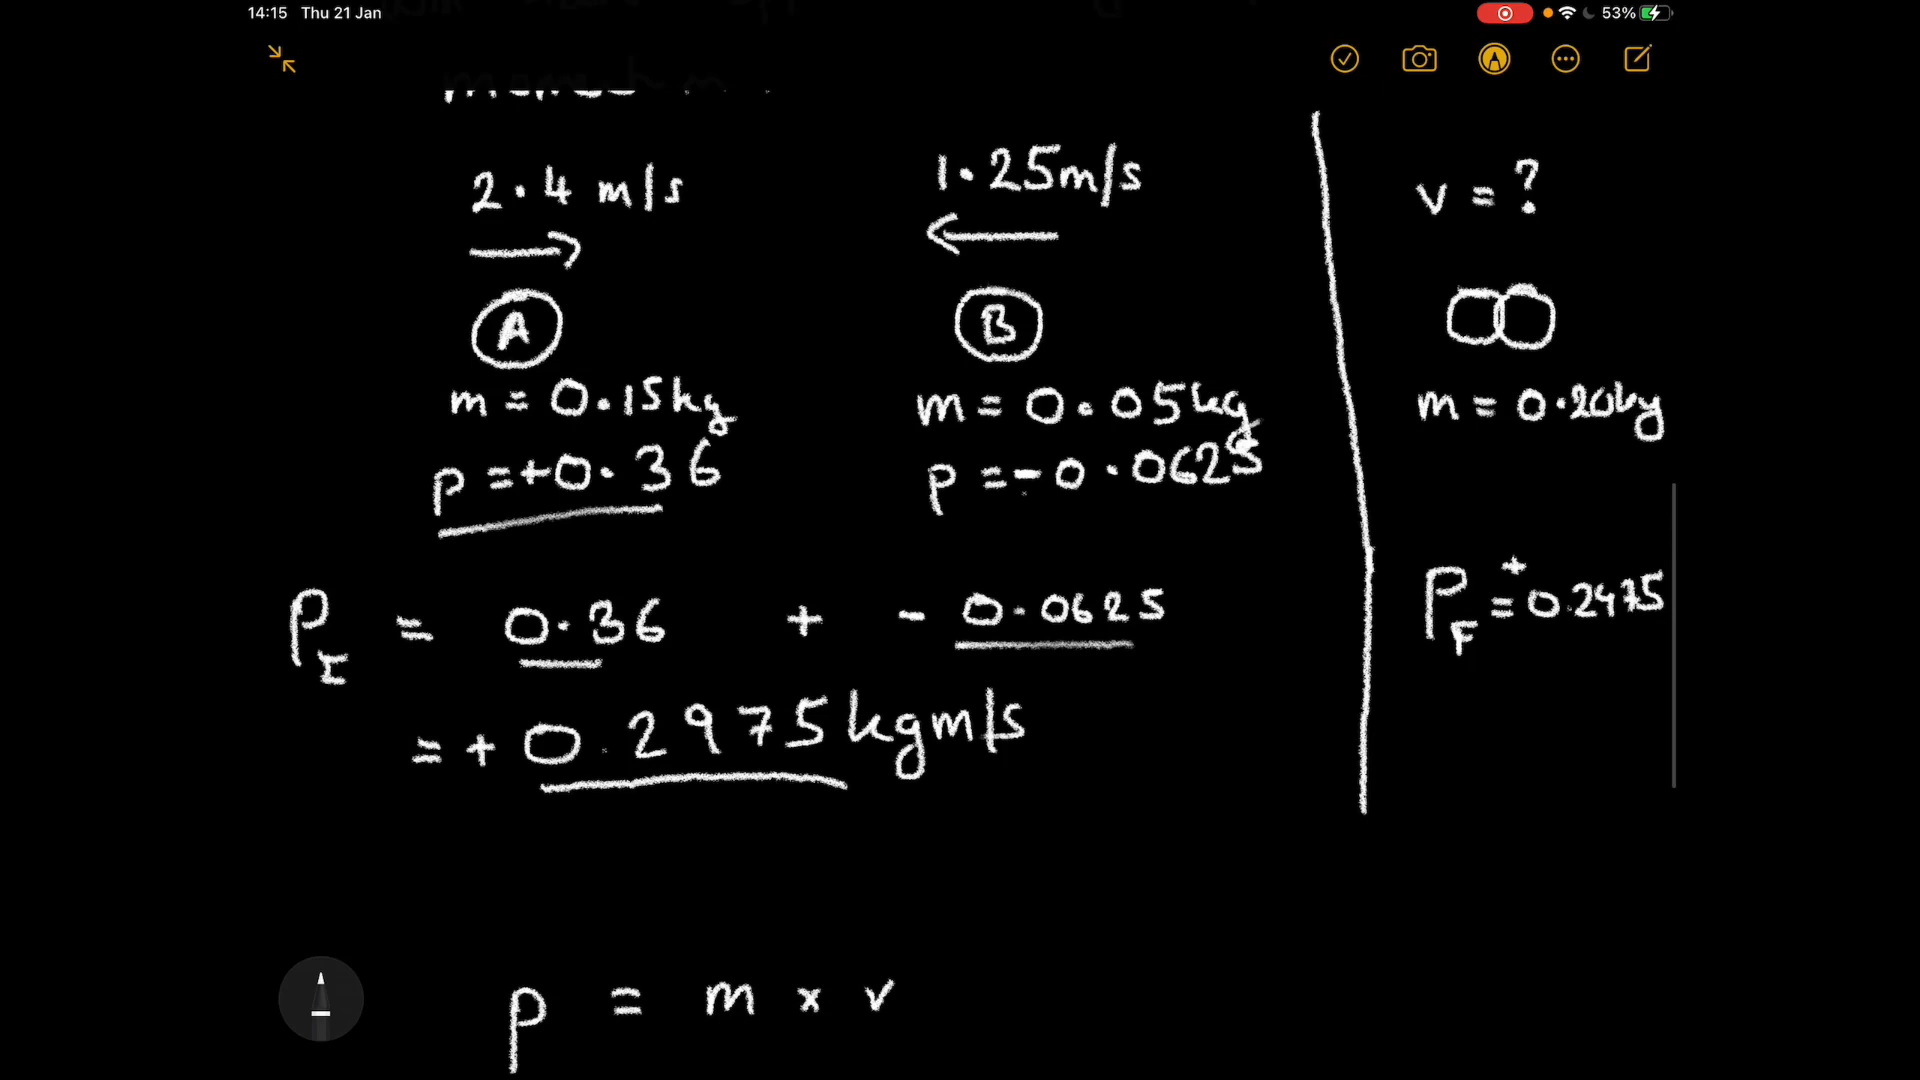 14:15 Thu 21 Jan
53%
2.4 m/s
1.25m/s
v = ?
A
B
m = 0.15kg
m = 0.05kg
m = 0.20kg
p = +0.36
p = -0.0625
P_I = 0.36 + - 0.0625
P_F = +0.2975
= + 0.2975 kgm/s
p = m x v